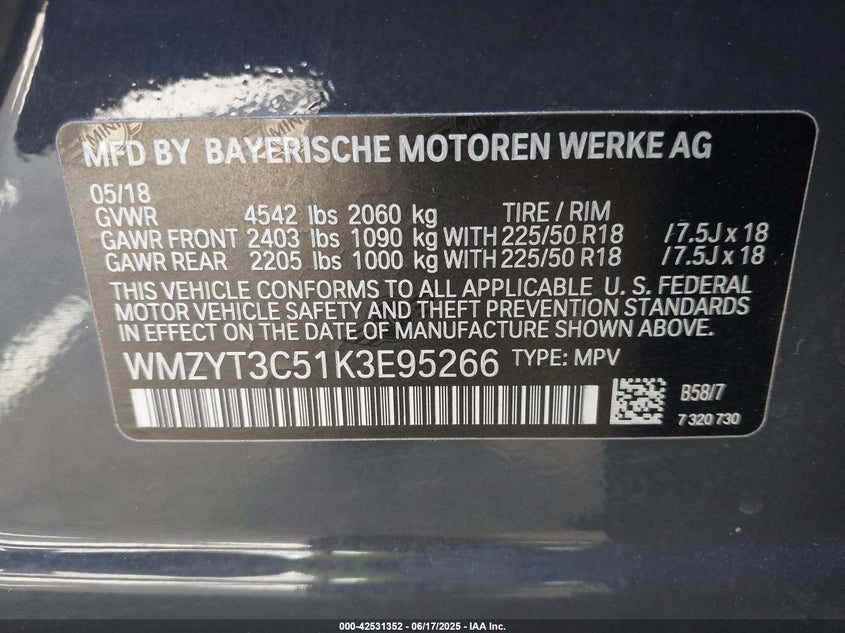 MFD BY BAYERISCHE MOTOREN WERKE AG
05/18
GVWR 4542 lbs 2060 kg TIRE / RIM
GAWR FRONT 2403 lbs 1090 kg WITH 225/50 R18 /7.5J x 18
GAWR REAR 2205 lbs 1000 kg WITH 225/50 R18 /7.5J x 18
THIS VEHICLE CONFORMS TO ALL APPLICABLE U. S. FEDERAL
MOTOR VEHICLE SAFETY AND THEFT PREVENTION STANDARDS
IN EFFECT ON THE DATE OF MANUFACTURE SHOWN ABOVE.
WMZYT3C51K3E95266 TYPE: MPV
B58/7
7 320 730
000-42531352 - 06/17/2025 - IAA Inc.